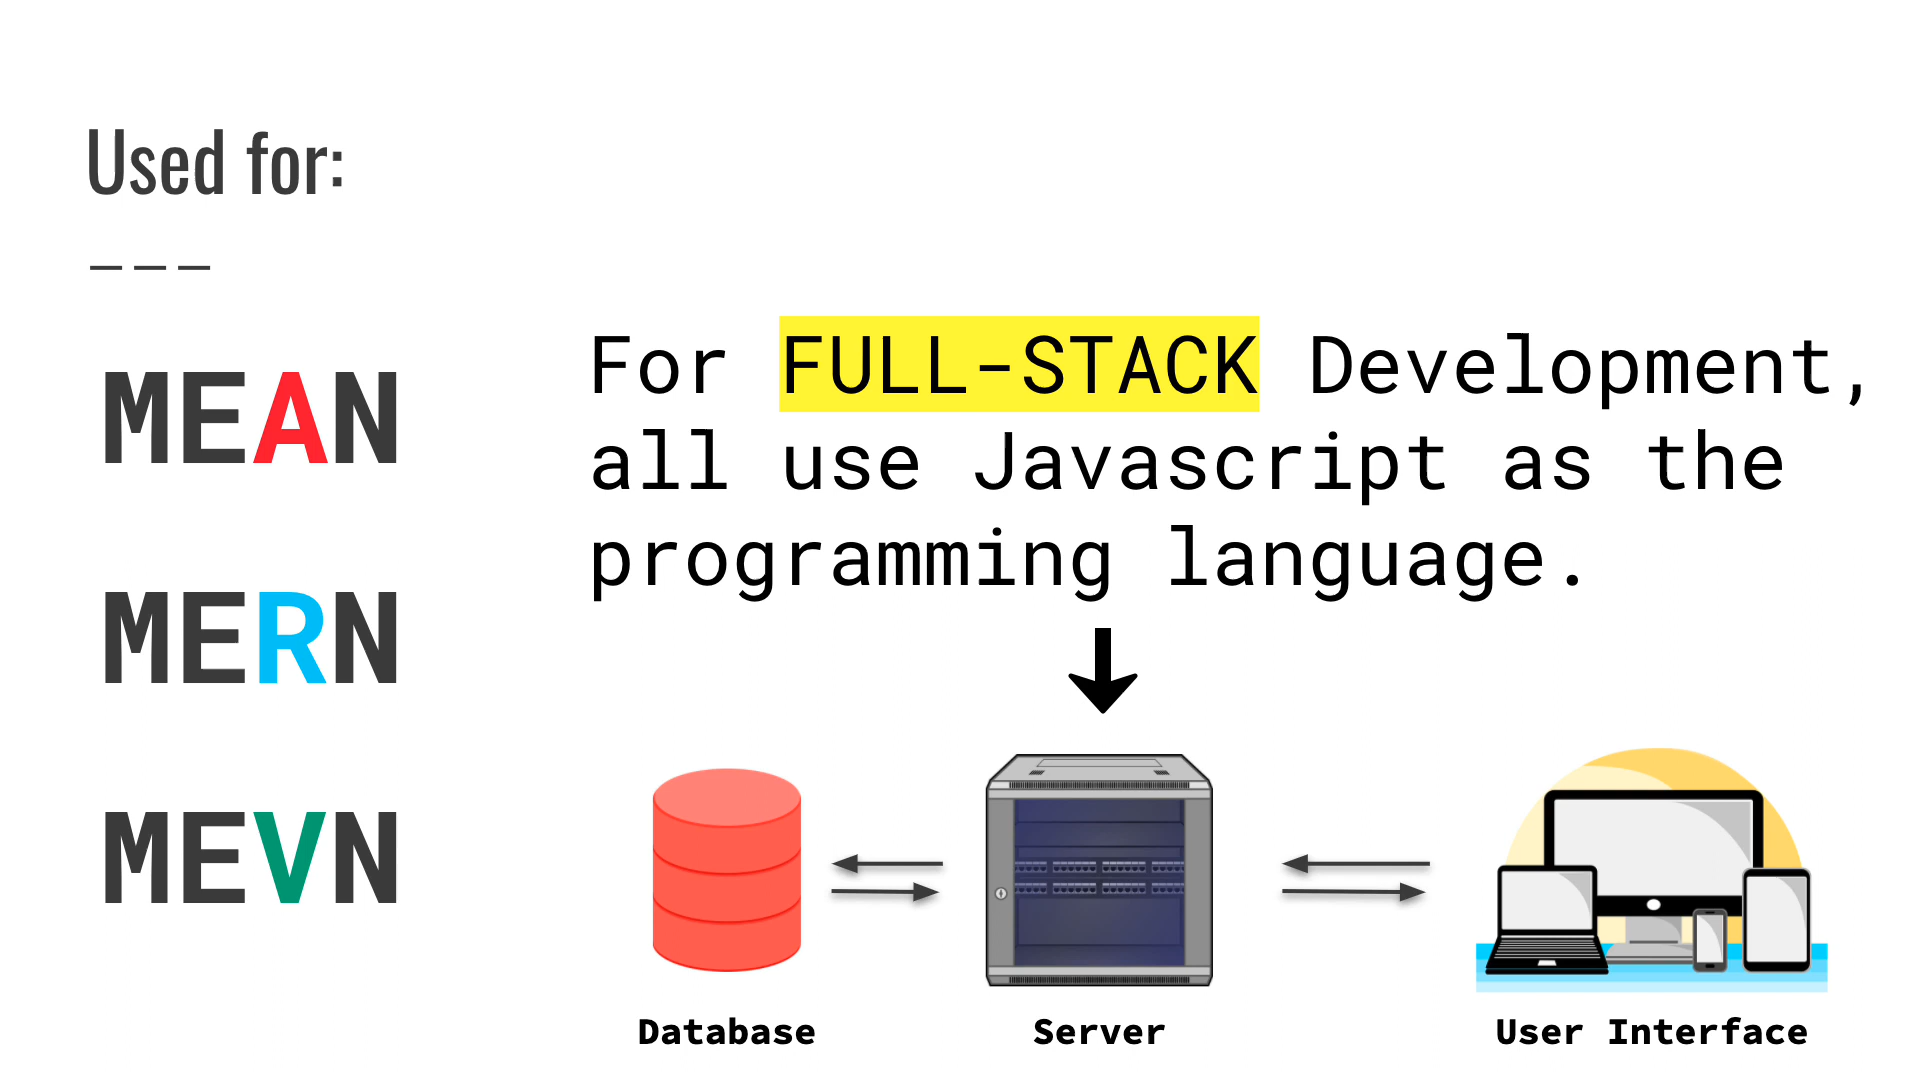 Used for:
___
MEAN
MERN
MEVN
For FULL-STACK Development,
all use Javascript as the
programming language.
Database
Server
User Interface